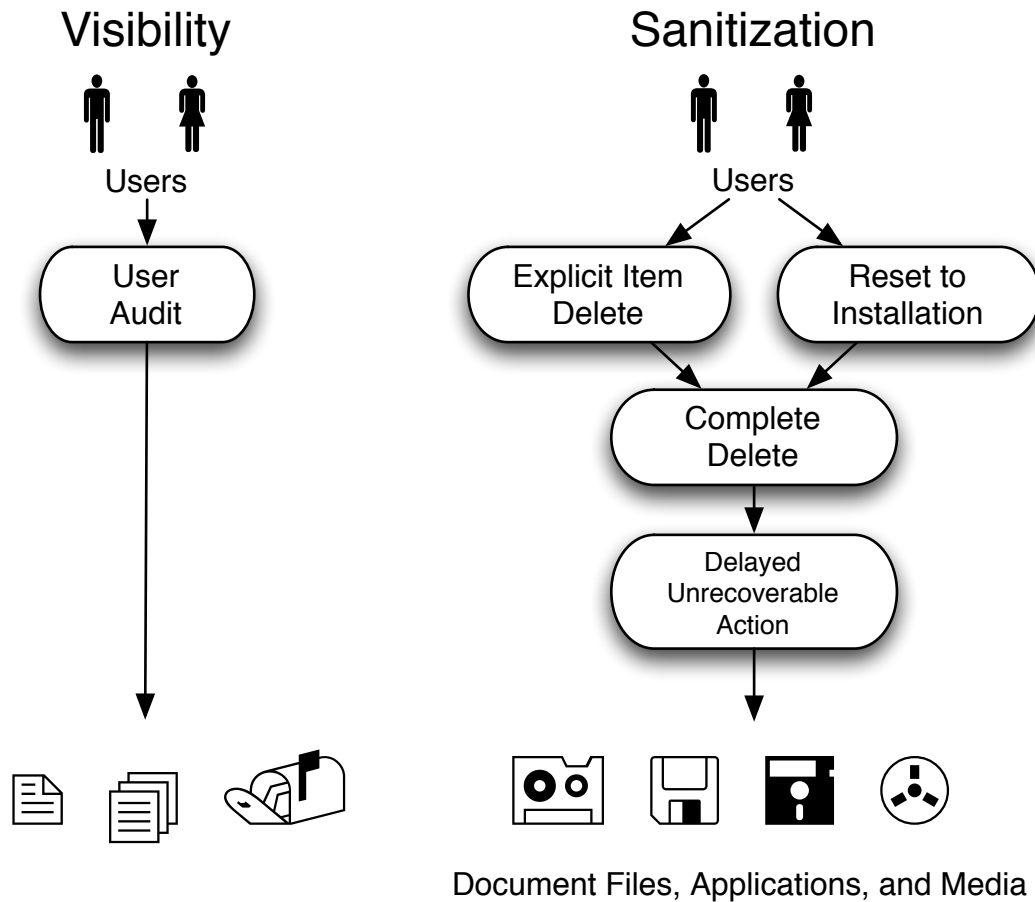 Visibility
Users
User
Audit
Sanitization
Users
Explicit Item
Delete
Reset to
Installation
Complete
Delete
Delayed
Unrecoverable
Action
Document Files, Applications, and Media